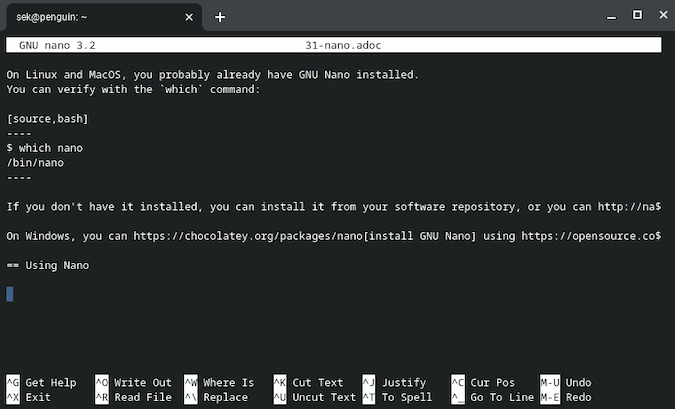 sek@penguin: ~
GNU nano 3.2 31-nano.adoc
On Linux and MacOS, you probably already have GNU Nano installed.
You can verify with the `which` command:
[source,bash]
----
$ which nano
/bin/nano
----
If you don't have it installed, you can install it from your software repository, or you can http://na$
On Windows, you can https://chocolatey.org/packages/nano[install GNU Nano] using https://opensource.co$
== Using Nano
^G Get Help ^O Write Out ^W Where Is ^K Cut Text ^J Justify ^C Cur Pos M-U Undo
^X Exit ^R Read File ^\ Replace ^U Uncut Text ^T To Spell ^_ Go To Line M-E Redo